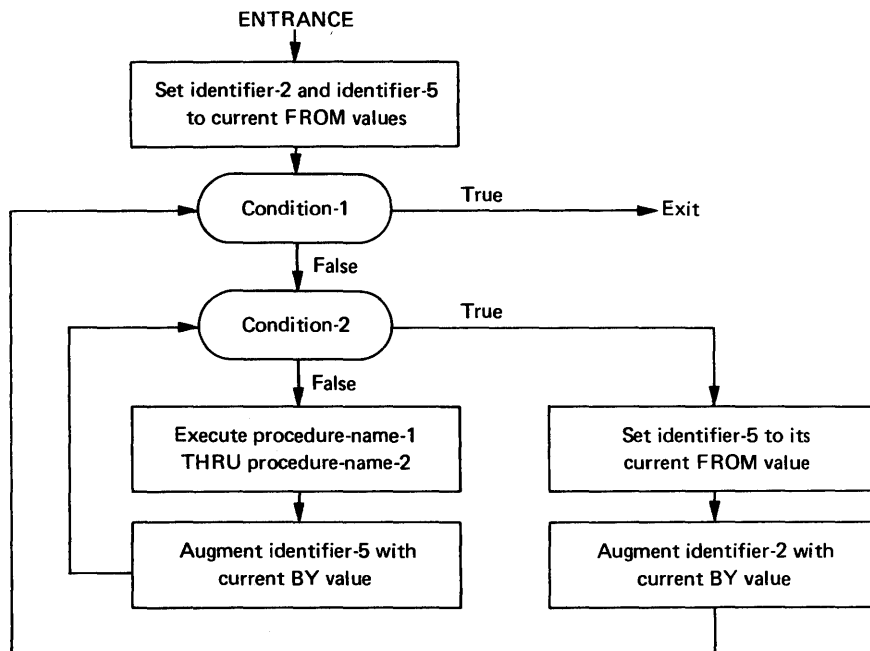 ENTRANCE
Set identifier-2 and identifier-5
to current FROM values
Condition-1
True
Exit
False
Condition-2
True
False
Execute procedure-name-1
THRU procedure-name-2
Set identifier-5 to its
current FROM value
Augment identifier-5 with
current BY value
Augment identifier-2 with
current BY value